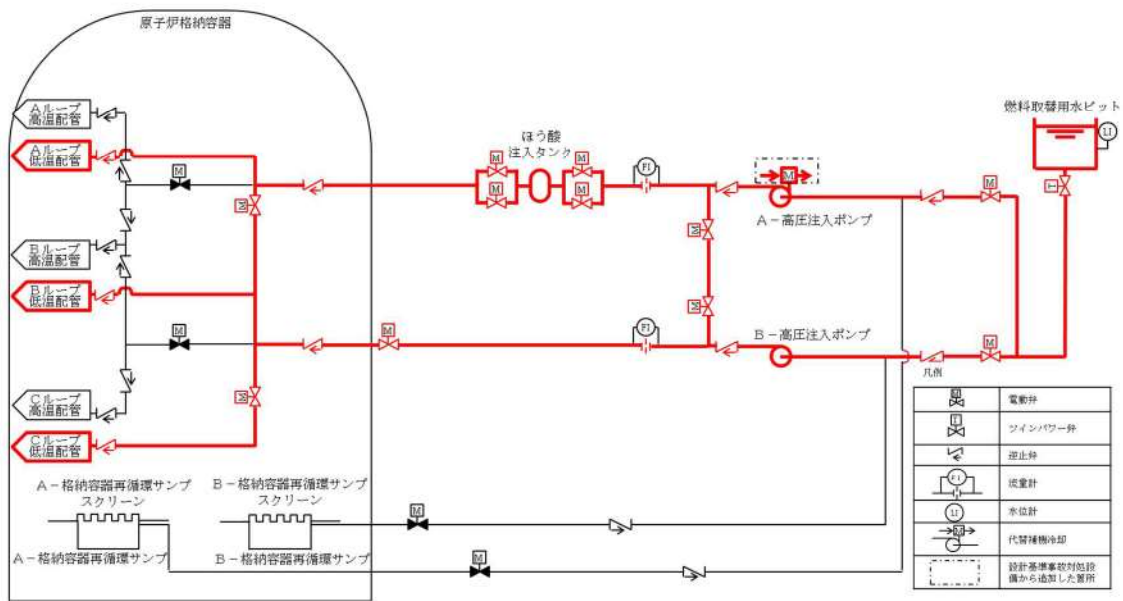 原子炉格納容器
Aループ
高温配管
Aループ
低温配管
M
M
Bループ
高温配管
Bループ
低温配管
M
M
Cループ
高温配管
Cループ
低温配管
M
ほう酸
注入タンク
M
M
M
M
FI
M
A-高圧注入ポンプ
M
M
FI
B-高圧注入ポンプ
M
M
燃料取替用水ピット
LI
T
A-格納容器再循環サンプ
スクリーン
A-格納容器再循環サンプ
B-格納容器再循環サンプ
スクリーン
B-格納容器再循環サンプ
M
M
凡例
M
電動弁
T
ツインパワー弁
逆止弁
FI
流量計
LI
水位計
M
代替補機冷却
設計基準事故対処設
備から追加した箇所